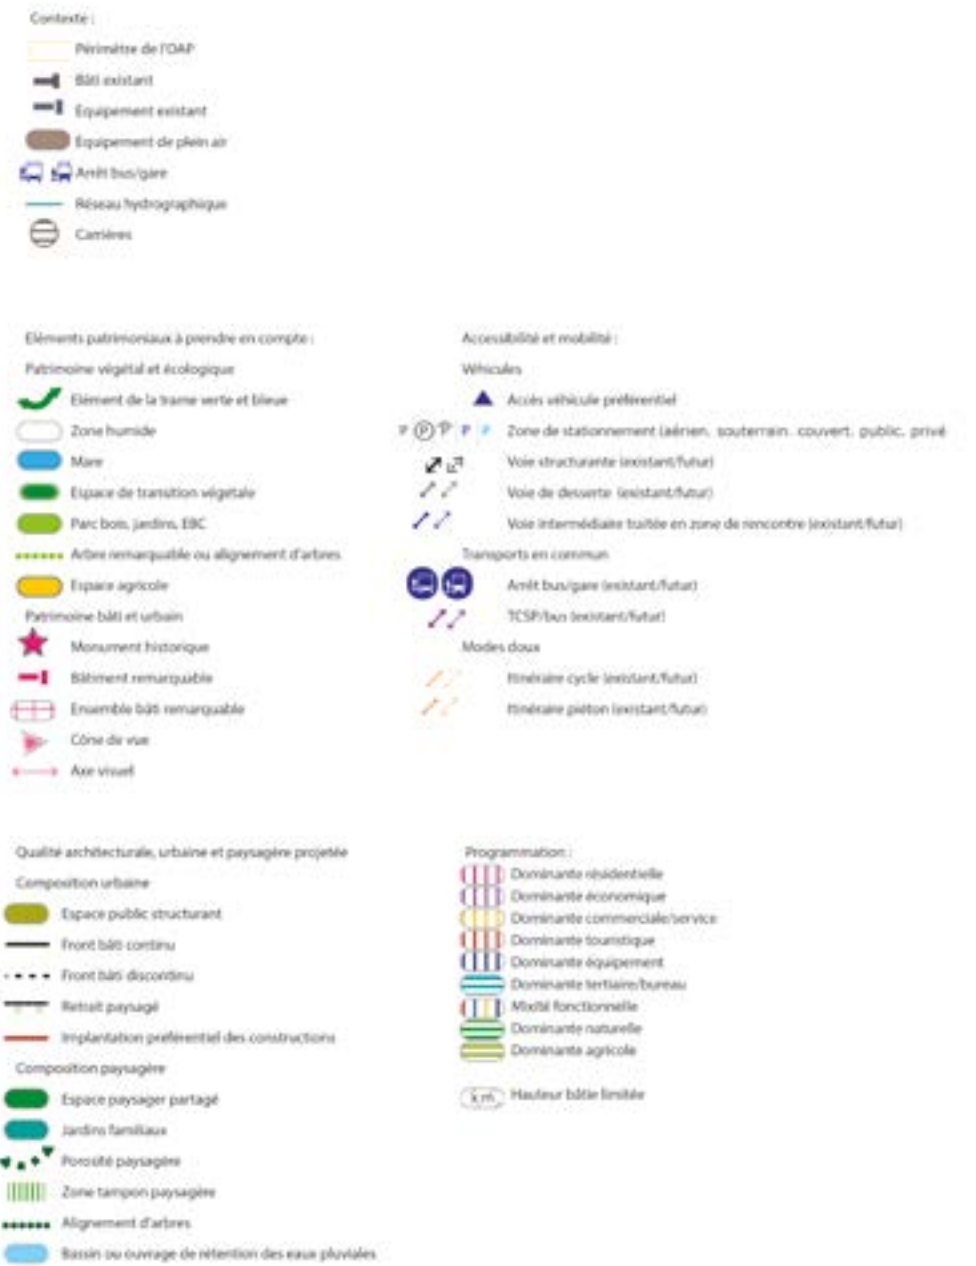 Contexte :
Périmètre de l'OAP
Bâti existant
Equipement existant
Equipement de plein air
Arrêt bus/gare
Réseau hydrographique
Carrières
Eléments patrimoniaux à prendre en compte :
Patrimoine végétal et écologique
Elément de la trame verte et bleue
Zone humide
Mare
Espace de transition végétale
Parc bois, jardins, EBC
Arbre remarquable ou alignement d'arbres
Espace agricole
Patrimoine bâti et urbain
Monument historique
Bâtiment remarquable
Ensemble bâti remarquable
Cône de vue
Axe visuel
Accessibilité et mobilité :
Véhicules
Accès véhicule préférentiel
P P P P P Zone de stationnement (aérien, souterrain, couvert, public, privé
Voie structurante (existant/futur)
Voie de desserte (existant/futur)
Voie intermédiaire traitée en zone de rencontre (existant/futur)
Transports en commun
Arrêt bus/gare (existant/futur)
TCSP/bus (existant/futur)
Modes doux
Itinéraire cycle (existant/futur)
Itinéraire piéton (existant/futur)
Qualité architecturale, urbaine et paysagère projetée
Composition urbaine
Espace public structurant
Front bâti continu
Front bâti discontinu
Retrait paysagé
Implantation préférentiel des constructions
Composition paysagère
Espace paysager partagé
Jardins familiaux
Porosité paysagère
Zone tampon paysagère
Alignement d'arbres
Bassin ou ouvrage de rétention des eaux pluviales
Programmation :
Dominante résidentielle
Dominante économique
Dominante commerciale/service
Dominante touristique
Dominante équipement
Dominante tertiaire/bureau
Mixité fonctionnelle
Dominante naturelle
Dominante agricole
Hauteur bâtie limitée